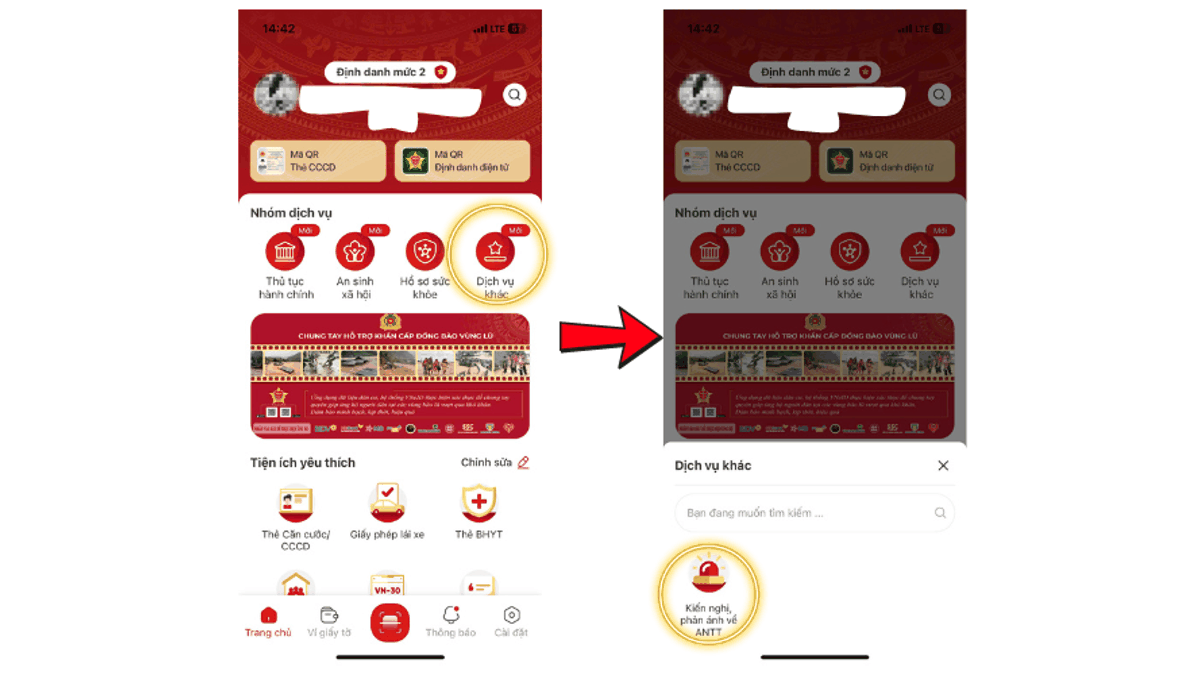 14:42
LTE
Định danh mức 2
Mã QR
Thẻ CCCD
Mã QR
Định danh điện tử
Nhóm dịch vụ
Mới
Mới
Mới
Thủ tục
hành chính
An sinh
xã hội
Hồ sơ sức
khỏe
Dịch vụ
khác
CHUNG TAY HỖ TRỢ KHẨN CẤP ĐỒNG BÀO VÙNG LŨ
Tiện ích yêu thích
Chỉnh sửa
Thẻ Căn cước/
CCCD
Giấy phép lái xe
Thẻ BHYT
VN-30
Trang chủ
Ví giấy tờ
Thông báo
Cài đặt
14:42
LTE
Định danh mức 2
Mã QR
Thẻ CCCD
Mã QR
Định danh điện tử
Nhóm dịch vụ
Mới
Mới
Mới
Thủ tục
hành chính
An sinh
xã hội
Hồ sơ sức
khỏe
Dịch vụ
khác
CHUNG TAY HỖ TRỢ KHẨN CẤP ĐỒNG BÀO VÙNG LŨ
Dịch vụ khác
Bạn đang muốn tìm kiếm ...
Kiến nghị,
phản ánh về
ANTT